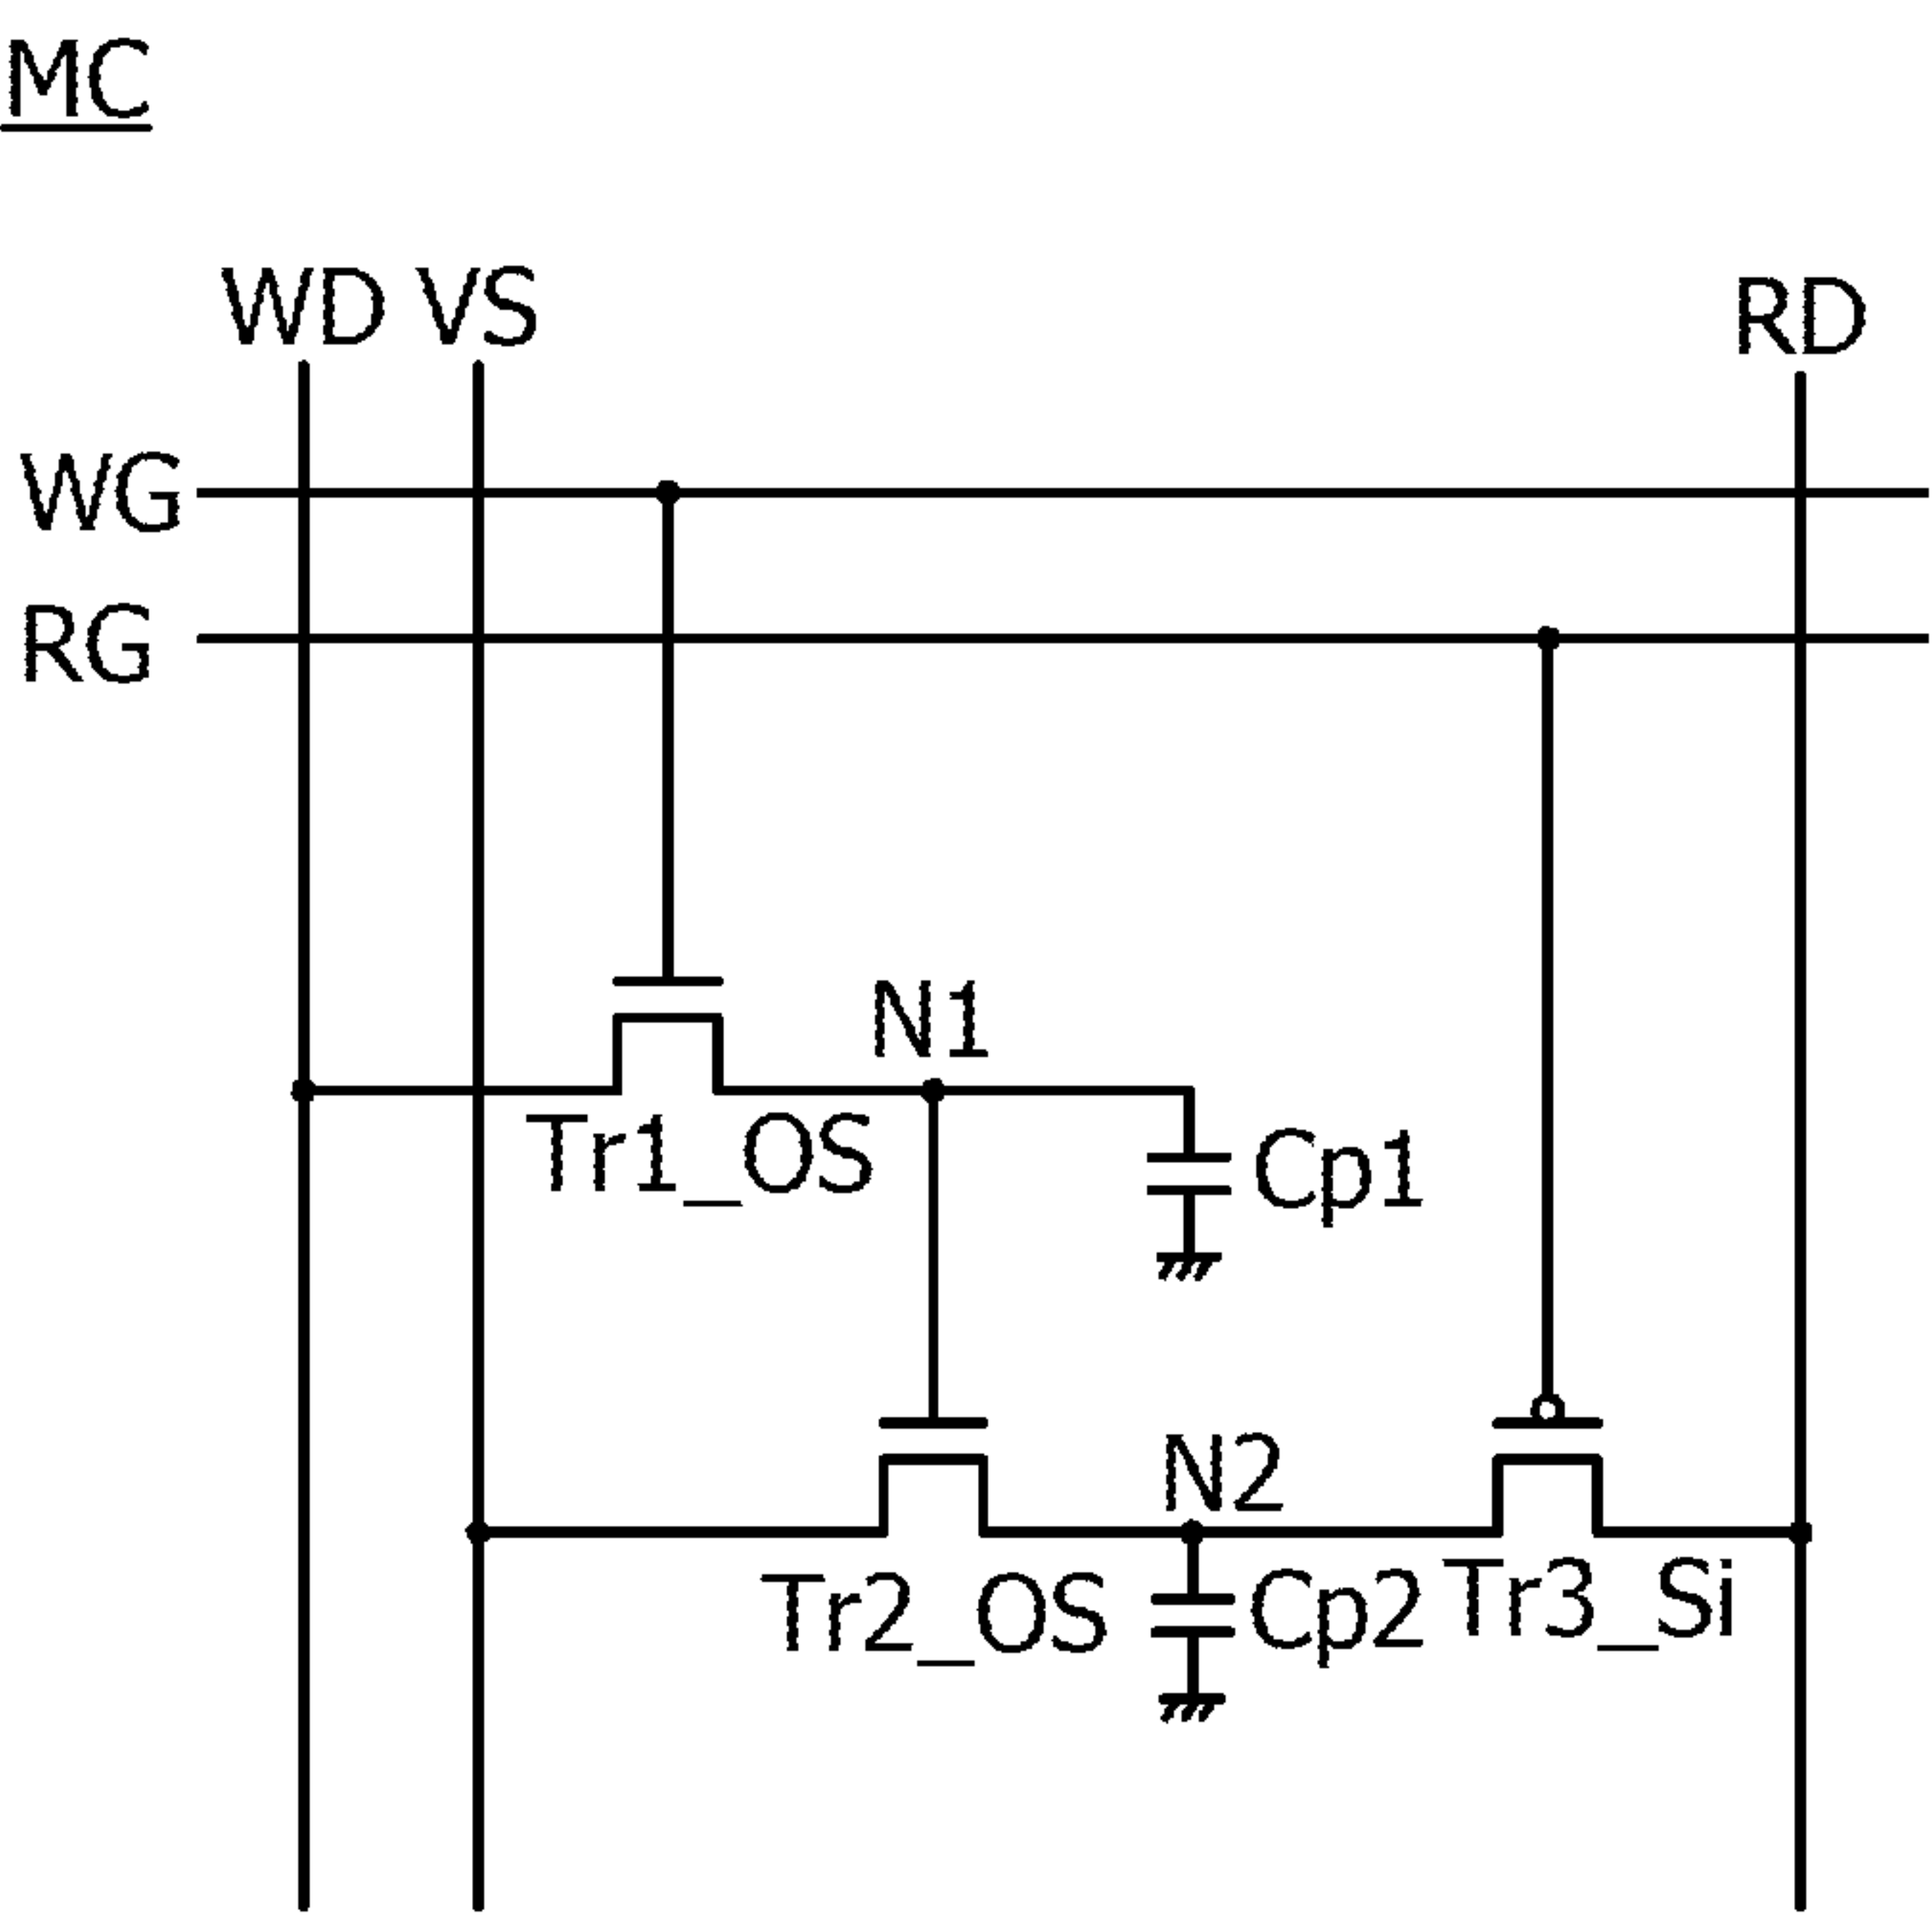 MC
WD VS RD
WG
RG
N1
Tr1_OS
Cp1
N2
Tr2_OS Cp2 Tr3_Si